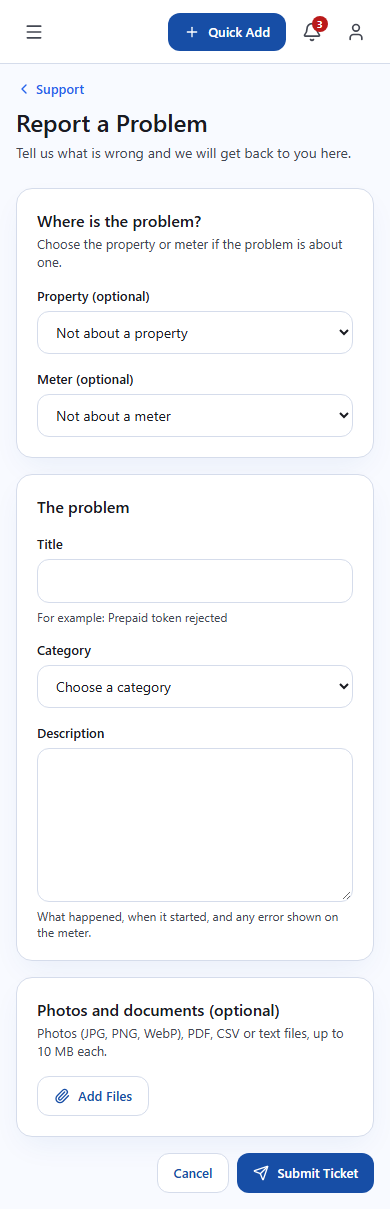 Quick Add
3
Support
Report a Problem
Tell us what is wrong and we will get back to you here.
Where is the problem?
Choose the property or meter if the problem is about
one.
Property (optional)
Not about a property
Meter (optional)
Not about a meter
The problem
Title
For example: Prepaid token rejected
Category
Choose a category
Description
What happened, when it started, and any error shown on
the meter.
Photos and documents (optional)
Photos (JPG, PNG, WebP), PDF, CSV or text files, up to
10 MB each.
Add Files
Cancel
Submit Ticket